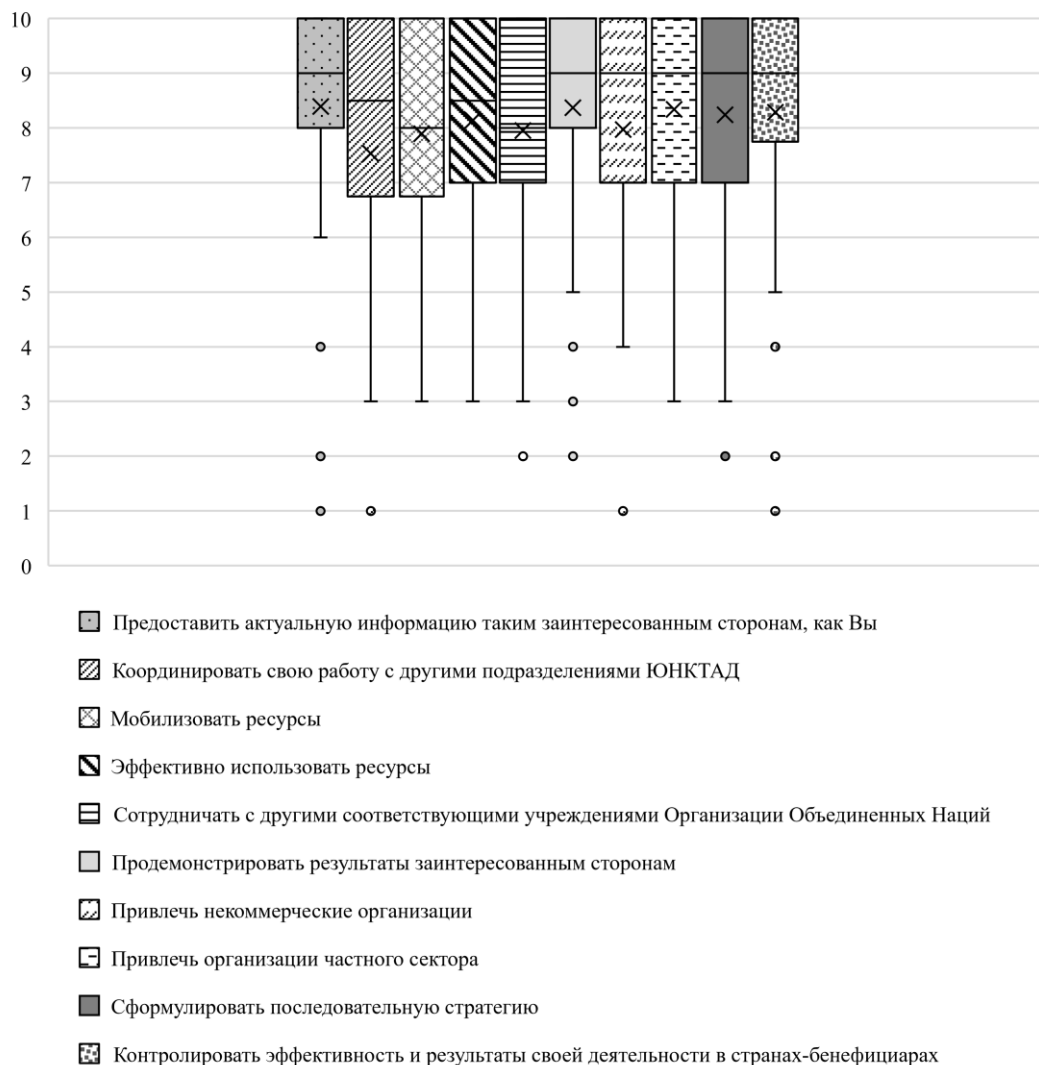 10
9
8
7
6
5
4
3
2
1
0
Предоставить актуальную информацию таким заинтересованным сторонам, как Вы
Координировать свою работу с другими подразделениями ЮНКТАД
Мобилизовать ресурсы
Эффективно использовать ресурсы
Сотрудничать с другими соответствующими учреждениями Организации Объединенных Наций
Продемонстрировать результаты заинтересованным сторонам
Привлечь некоммерческие организации
Привлечь организации частного сектора
Сформулировать последовательную стратегию
Контролировать эффективность и результаты своей деятельности в странах-бенефициарах